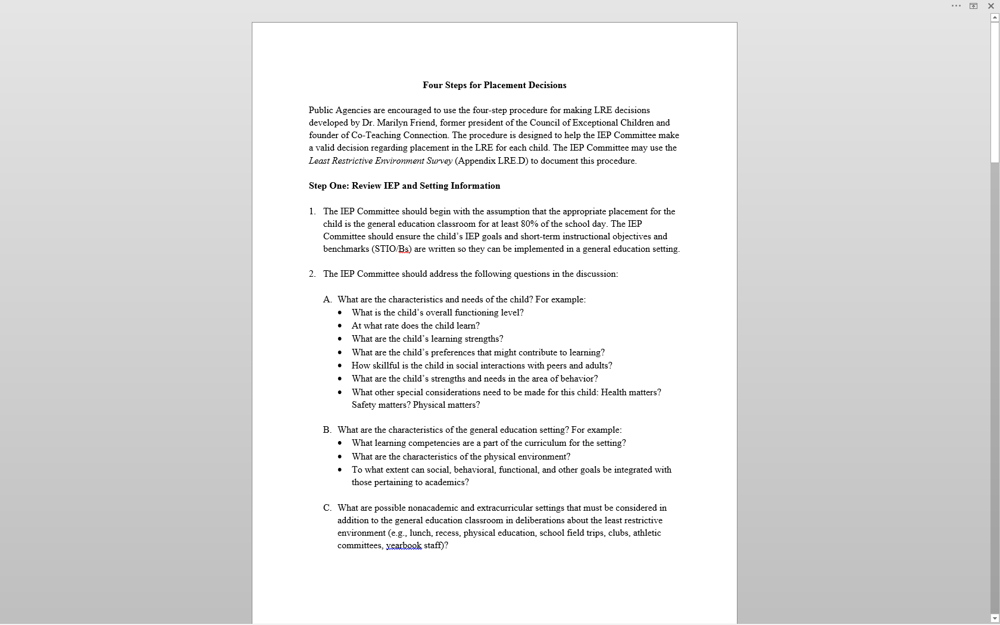 Four Steps for Placement Decisions
Public Agencies are encouraged to use the four-step procedure for making LRE decisions
developed by Dr. Marilyn Friend, former president of the Council of Exceptional Children and
founder of Co-Teaching Connection. The procedure is designed to help the IEP Committee make
a valid decision regarding placement in the LRE for each child. The IEP Committee may use the
Least Restrictive Environment Survey (Appendix LRE.D) to document this procedure.
Step One: Review IEP and Setting Information
1. The IEP Committee should begin with the assumption that the appropriate placement for the
child is the general education classroom for at least 80% of the school day. The IEP
Committee should ensure the child’s IEP goals and short-term instructional objectives and
benchmarks (STIO/Bs) are written so they can be implemented in a general education setting.
2. The IEP Committee should address the following questions in the discussion:
A. What are the characteristics and needs of the child? For example:
• What is the child’s overall functioning level?
• At what rate does the child learn?
• What are the child’s learning strengths?
• What are the child’s preferences that might contribute to learning?
• How skillful is the child in social interactions with peers and adults?
• What are the child’s strengths and needs in the area of behavior?
• What other special considerations need to be made for this child: Health matters?
Safety matters? Physical matters?
B. What are the characteristics of the general education setting? For example:
• What learning competencies are a part of the curriculum for the setting?
• What are the characteristics of the physical environment?
• To what extent can social, behavioral, functional, and other goals be integrated with
those pertaining to academics?
C. What are possible nonacademic and extracurricular settings that must be considered in
addition to the general education classroom in deliberations about the least restrictive
environment (e.g., lunch, recess, physical education, school field trips, clubs, athletic
committees, yearbook staff)?